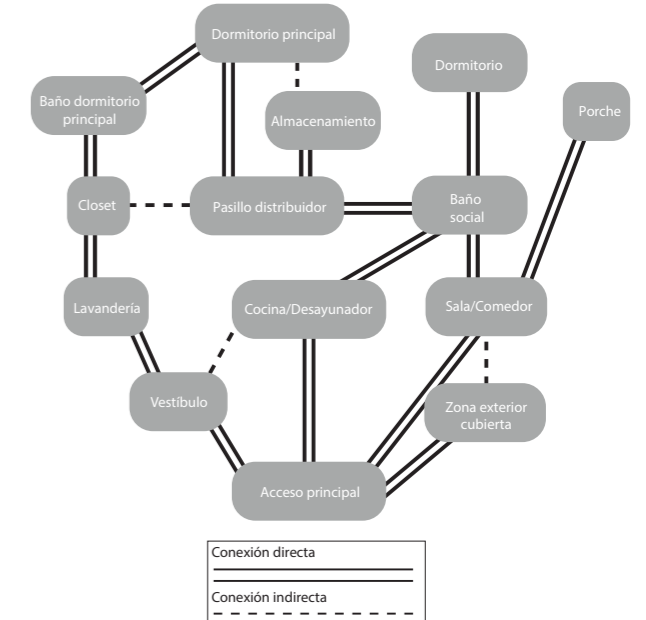 Dormitorio principal
Dormitorio
Baño dormitorio
principal
Almacenamiento
Porche
Closet
Pasillo distribuidor
Baño
social
Lavandería
Cocina/Desayunador
Sala/Comedor
Vestíbulo
Zona exterior
cubierta
Acceso principal
Conexión directa
Conexión indirecta